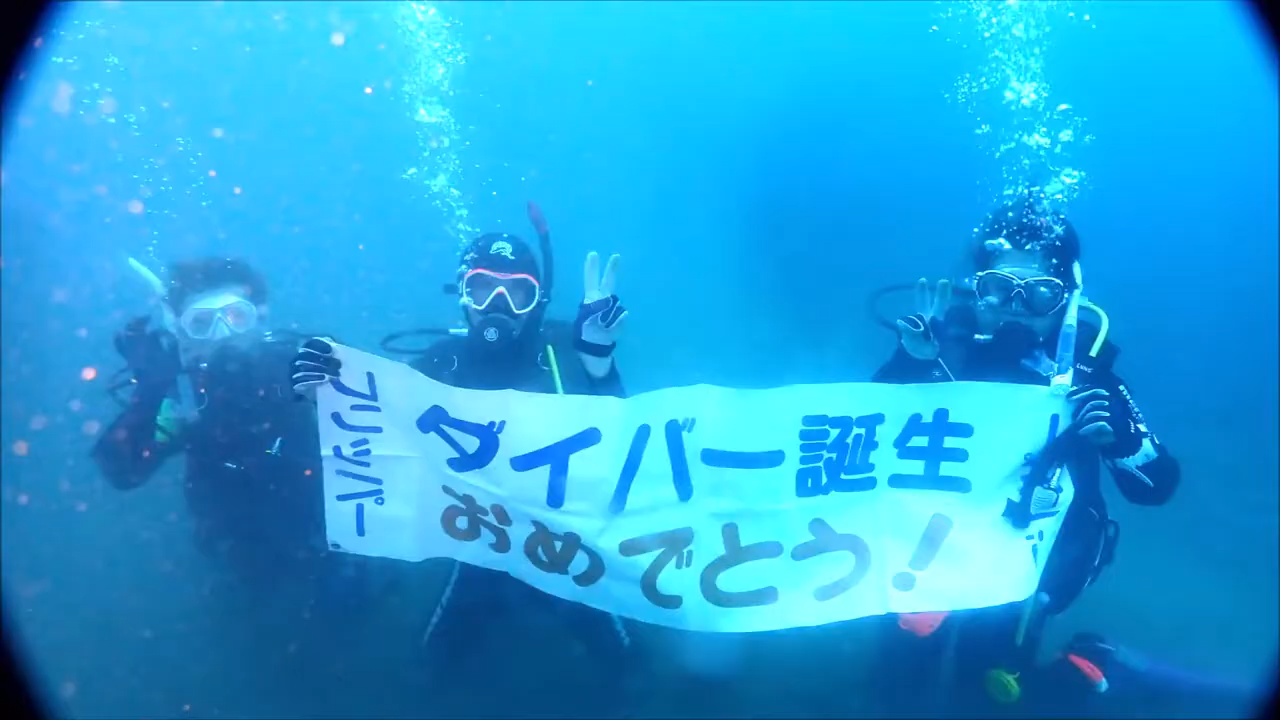 フリッパー
ダイバー誕生
おめでとう！